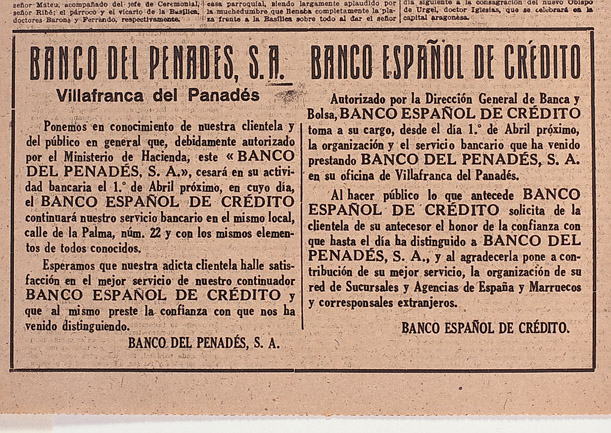 señor Mateu, acompañado del jefe de Ceremonial,
señor Ribé; el párroco y el vicario de la Basílica,
doctores Barons y Ferrando, respectivamente.
casa parroquial, siendo largamente aplaudido por
la muchedumbre que llenaba completamente la pla-
za frente a la Basílica sobre todo al dar el señor
día siguiente a la consagración del nuevo Obispo
de Urgel, doctor Iglesias, que se celebrará en la
capital aragonesa.
BANCO DEL PENADES, S.A.
Villafranca del Panadés
Ponemos en conocimiento de nuestra clientela y
del público en general que, debidamente autorizado
por el Ministerio de Hacienda, este «BANCO
DEL PENADÉS, S. A.», cesará en su activi-
dad bancaria el 1.° de Abril próximo, en cuyo día,
el BANCO ESPAÑOL DE CRÉDITO
continuará nuestro servicio bancario en el mismo local,
calle de la Palma, núm. 22 y con los mismos elemen-
tos de todos conocidos.
Esperamos que nuestra adicta clientela halle satis-
facción en el mejor servicio de nuestro continuador
BANCO ESPAÑOL DE CRÉDITO y
que al mismo preste la confianza con que nos ha
venido distinguiendo.
BANCO DEL PENADÉS, S. A.
BANCO ESPAÑOL DE CRÉDITO
Autorizado por la Dirección General de Banca y
Bolsa, BANCO ESPAÑOL DE CRÉDITO
toma a su cargo, desde el día 1.° de Abril próximo,
la organización y el servicio bancario que ha venido
prestando BANCO DEL PENADÉS, S. A.
en su oficina de Villafranca del Panadés.
Al hacer público lo que antecede BANCO
ESPAÑOL DE CRÉDITO solicita de la
clientela de su antecesor el honor de la confianza con
que hasta el día ha distinguido a BANCO DEL
PENADÉS, S. A., y al agradecerla pone a con-
tribución de su mejor servicio, la organización de su
red de Sucursales y Agencias de España y Marruecos
y corresponsales extranjeros.
BANCO ESPAÑOL DE CRÉDITO.